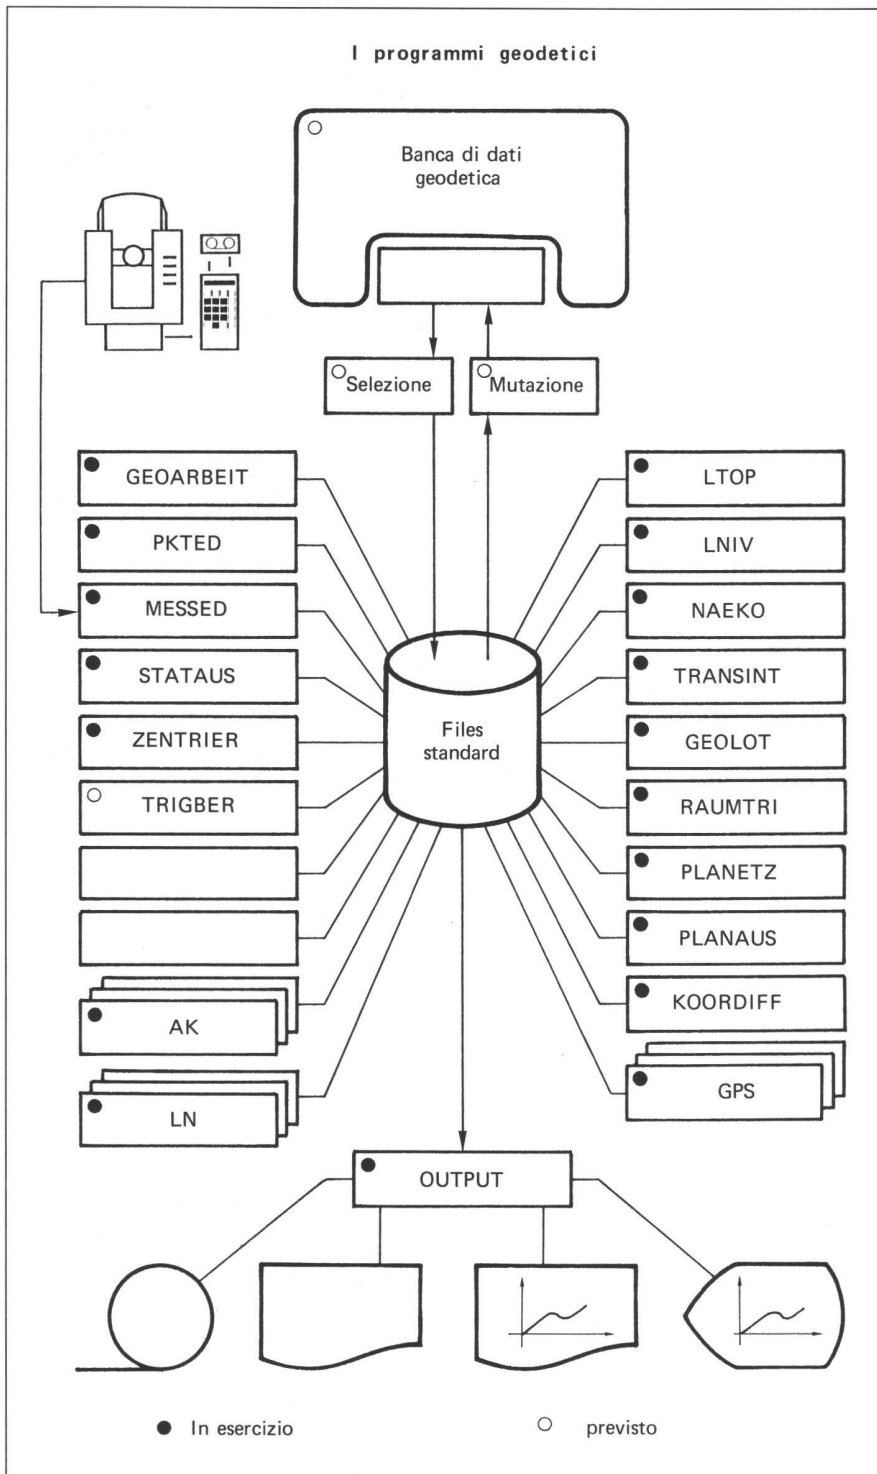 I programmi geodetici
Banca di dati
geodetica
Selezione
Mutazione
GEOARBEIT
PKTED
MESSED
STATAUS
ZENTRIER
TRIGBER
AK
LN
Files
standard
LTOP
LNIV
NAEKO
TRANSINT
GEOLOT
RAUMTRI
PLANETZ
PLANAUS
KOORDIFF
GPS
OUTPUT
In esercizio
previsto